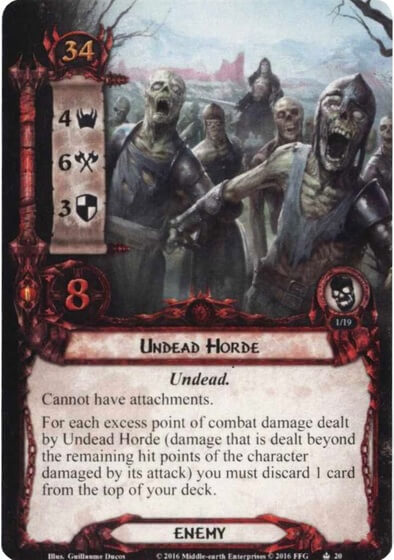 34
4
6
3
8
1/19
UNDEAD HORDE
Undead.
Cannot have attachments.
For each excess point of combat damage dealt
by Undead Horde (damage that is dealt beyond
the remaining hit points of the character
damaged by its attack) you must discard 1 card
from the top of your deck.
ENEMY
Illus. Guillaume Ducos © 2016 Middle-earth Enterprises © 2016 FFG 20